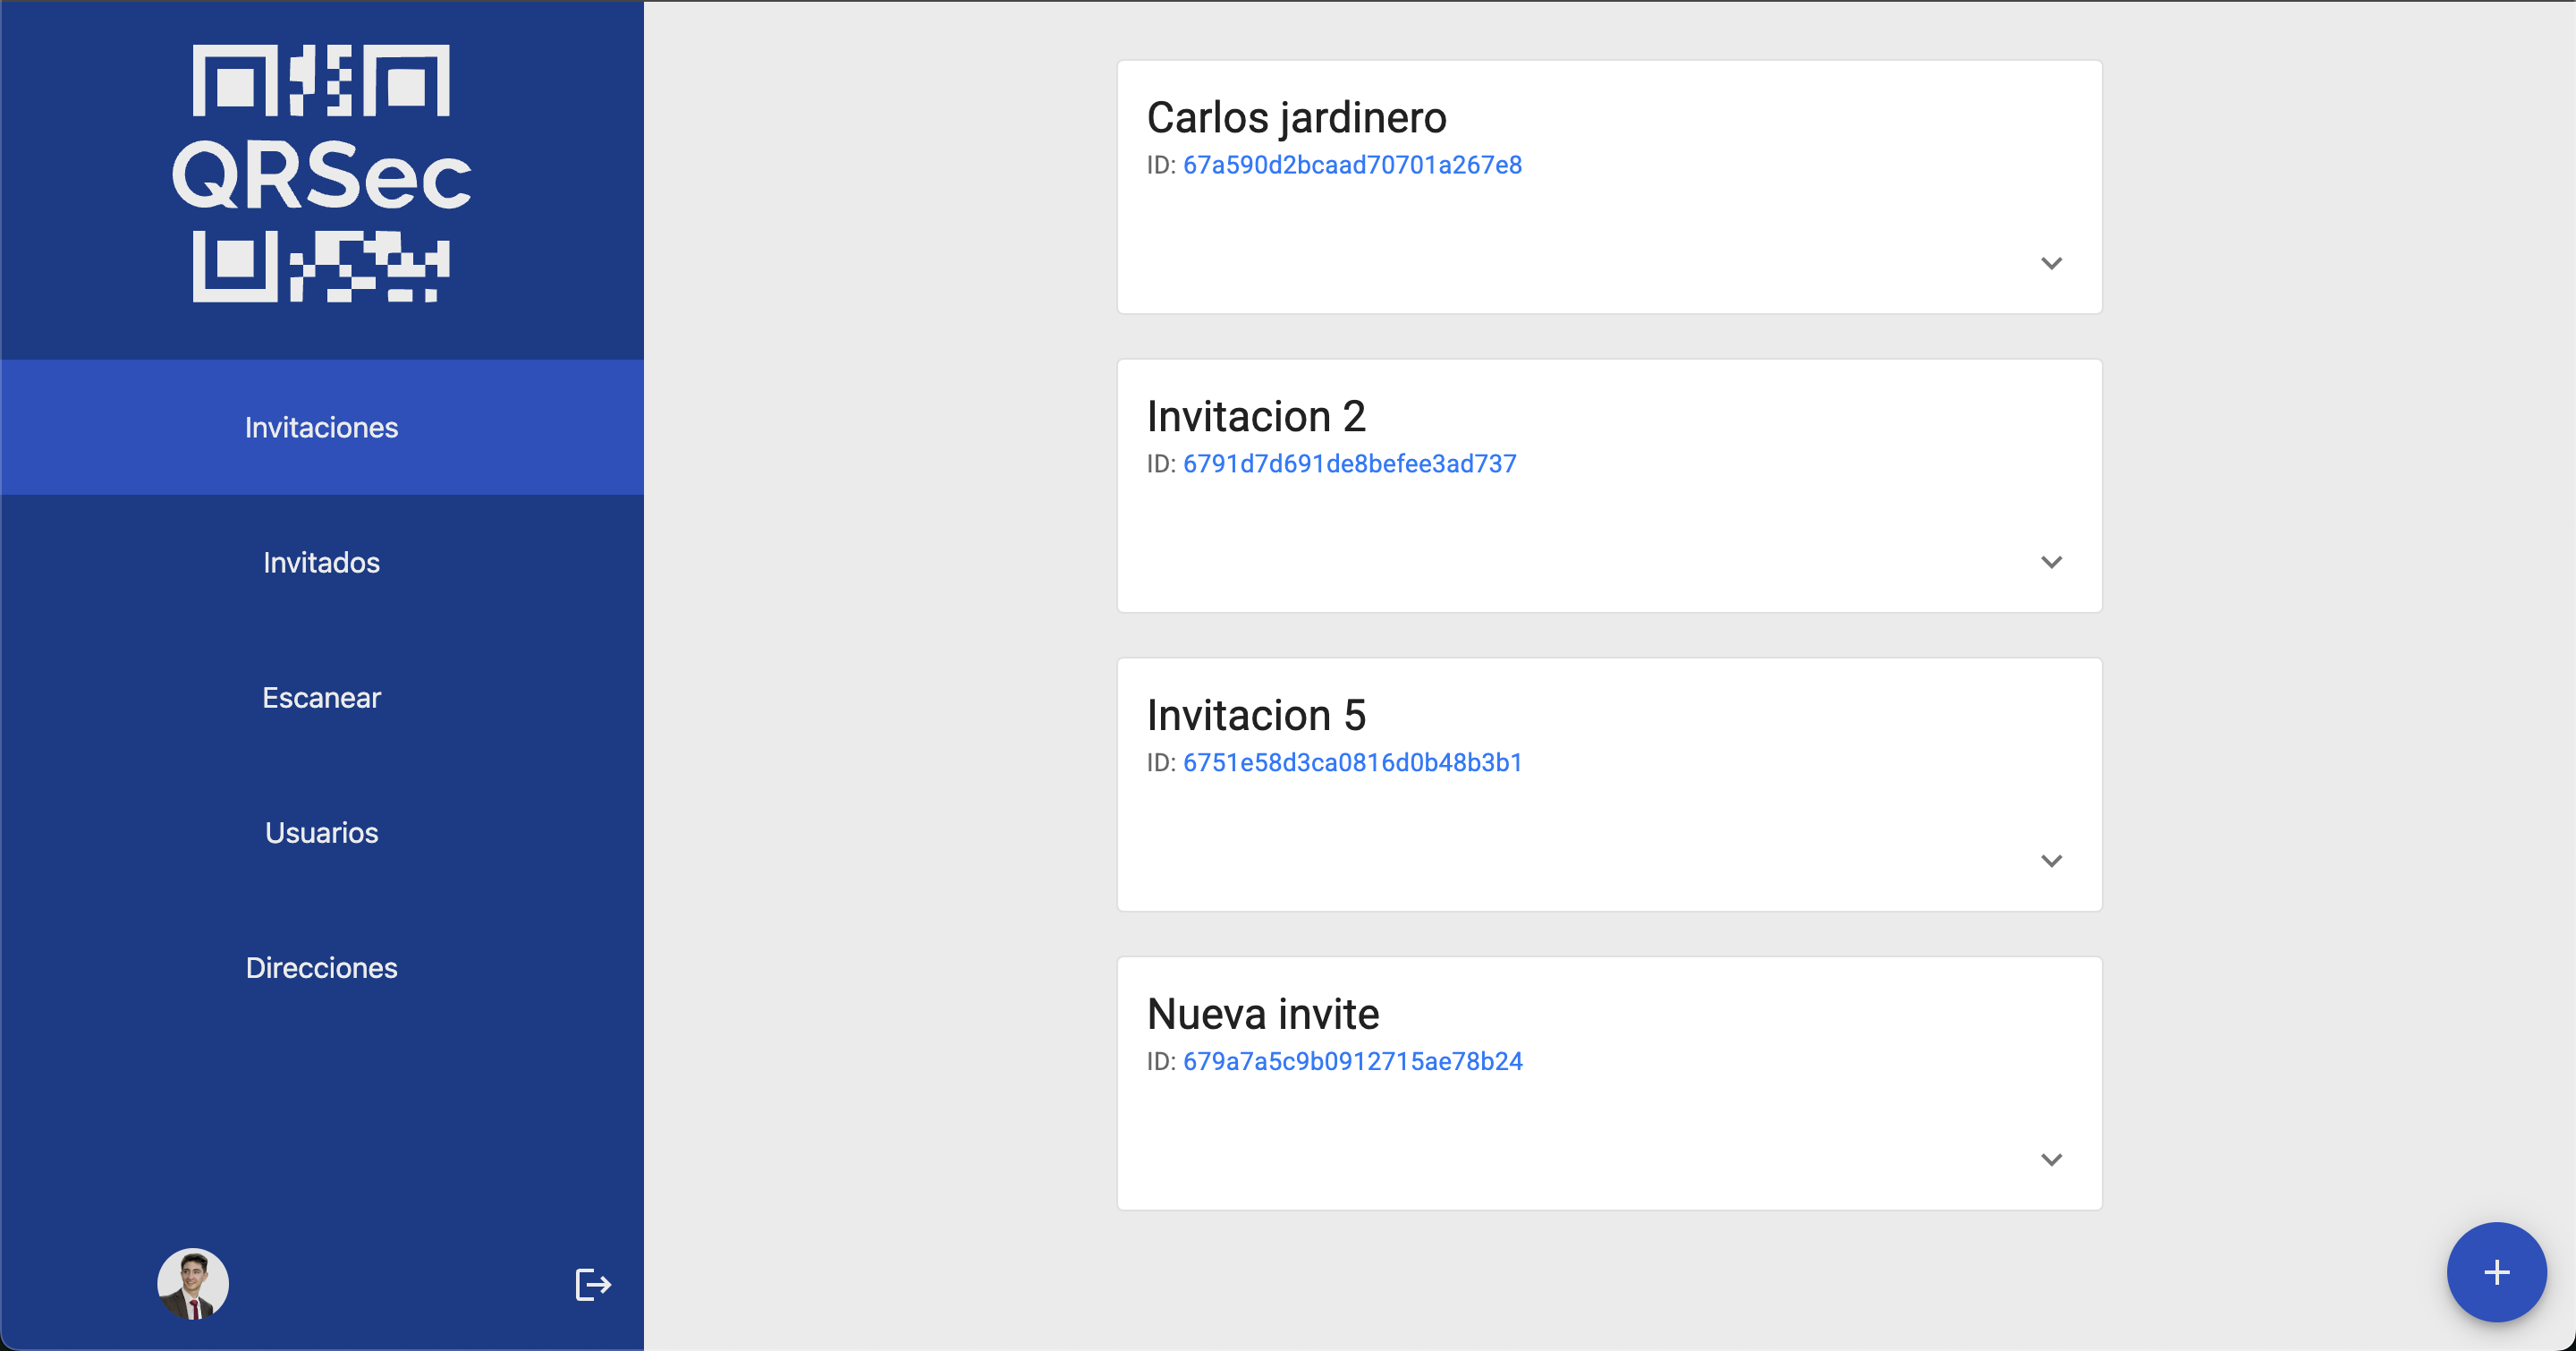 QRSec
Invitaciones
Invitados
Escanear
Usuarios
Direcciones
Carlos jardinero
ID: 67a590d2bcaad70701a267e8
Invitacion 2
ID: 6791d7d691de8befee3ad737
Invitacion 5
ID: 6751e58d3ca0816d0b48b3b1
Nueva invite
ID: 679a7a5c9b0912715ae78b24